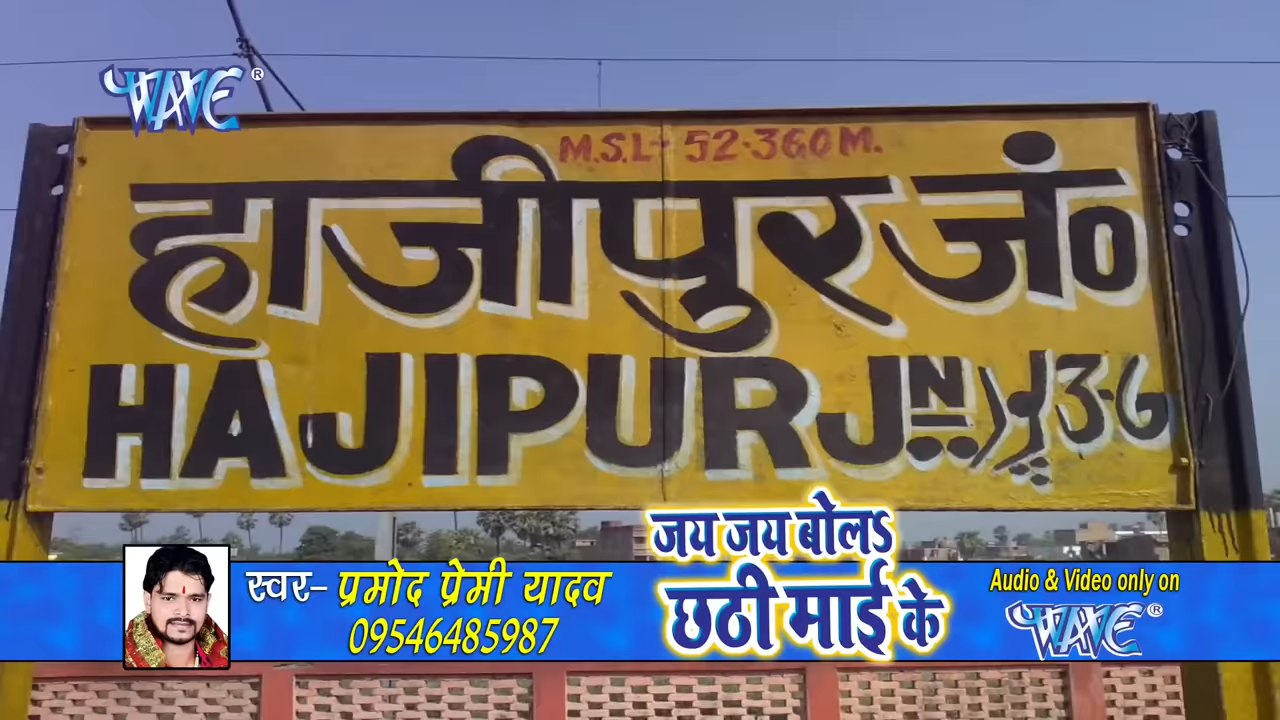 WAVE ®
M.S.L- 52.360 M.
हाजीपुर जं०
HAJIPUR JN
स्वर- प्रमोद प्रेमी यादव
09546485987
जय जय बोलऽ
छठी माई के
Audio & Video only on
WAVE ®